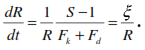 dR/dt = 1/R (S−1)/(F_k + F_d) = ξ/R.